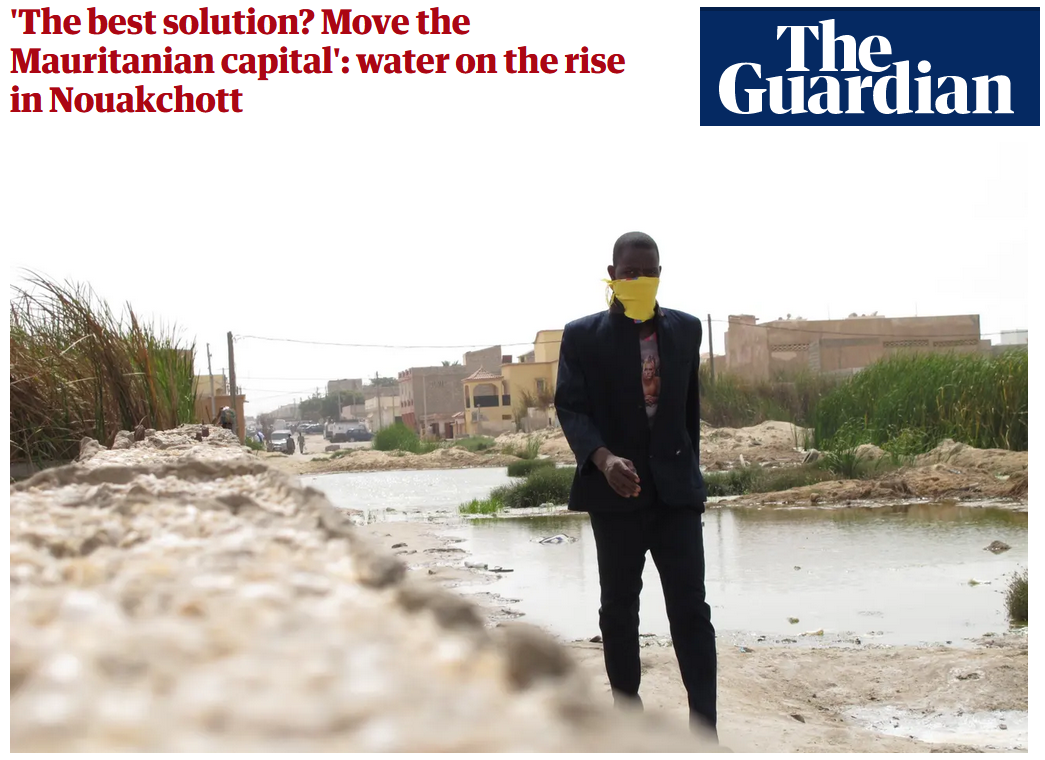 'The best solution? Move the
Mauritanian capital': water on the rise
in Nouakchott
The
Guardian